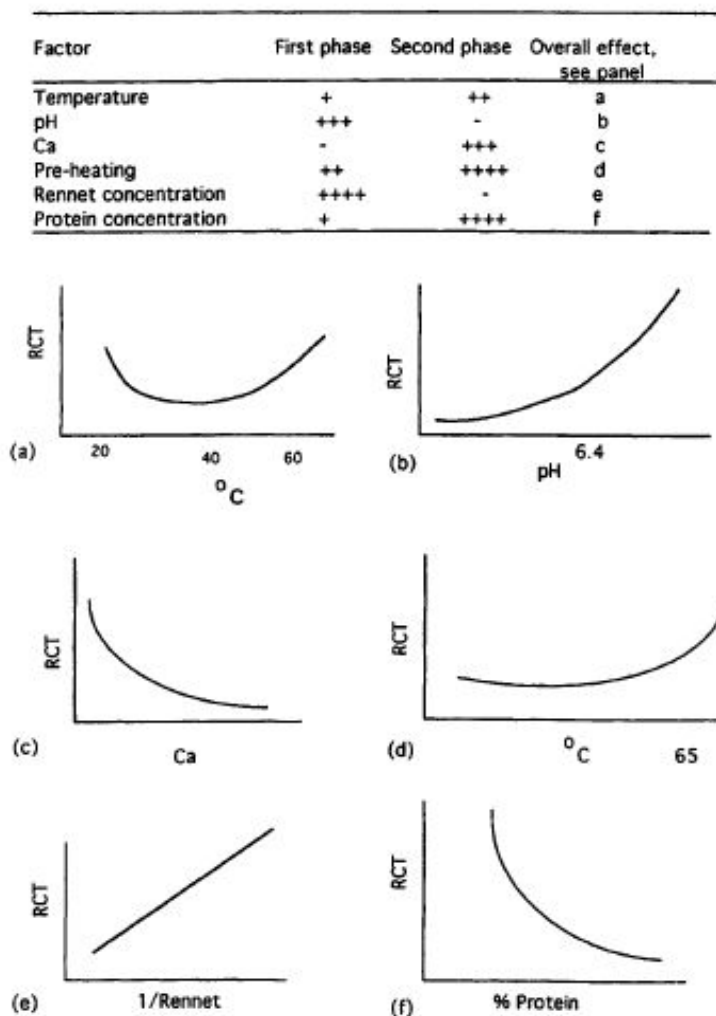 Factor First phase Second phase Overall effect, see panel
Temperature + ++ a
pH +++ - b
Ca - +++ c
Pre-heating ++ ++++ d
Rennet concentration ++++ - e
Protein concentration + ++++ f
RCT
(a) 20 40 60
°C
RCT
(b) 6.4
pH
RCT
(c) Ca
RCT
(d) °C 65
RCT
(e) 1/Rennet
RCT
(f) % Protein